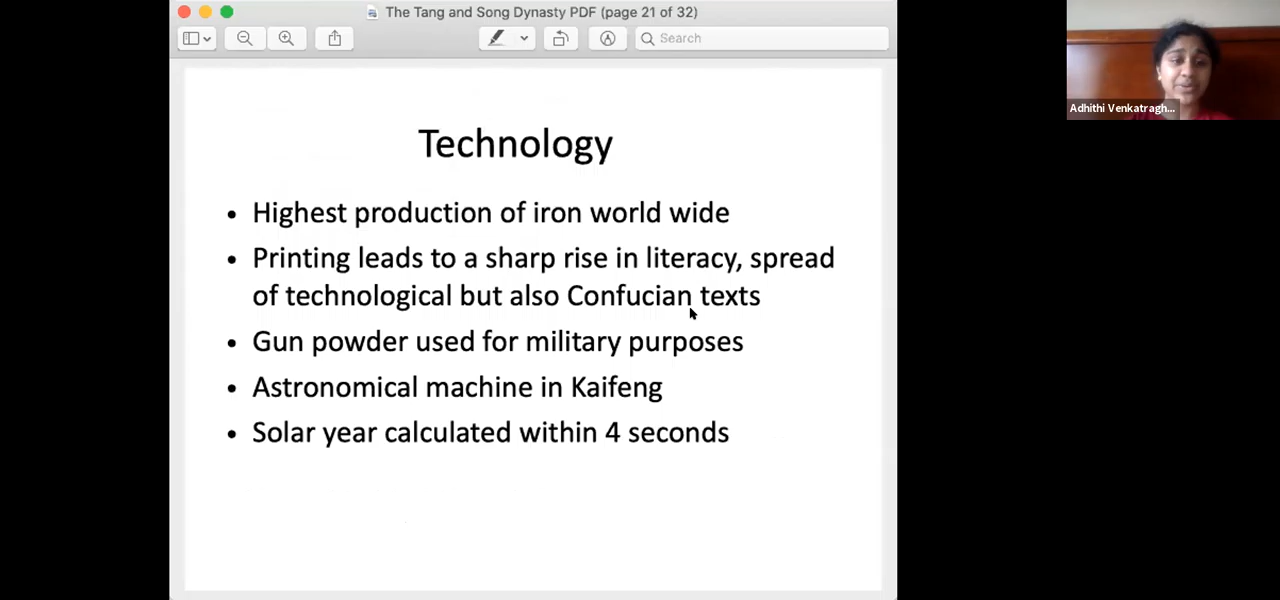 The Tang and Song Dynasty PDF (page 21 of 32)
Search
Adhithi Venkatragh...
Technology
• Highest production of iron world wide
• Printing leads to a sharp rise in literacy, spread
of technological but also Confucian texts
• Gun powder used for military purposes
• Astronomical machine in Kaifeng
• Solar year calculated within 4 seconds